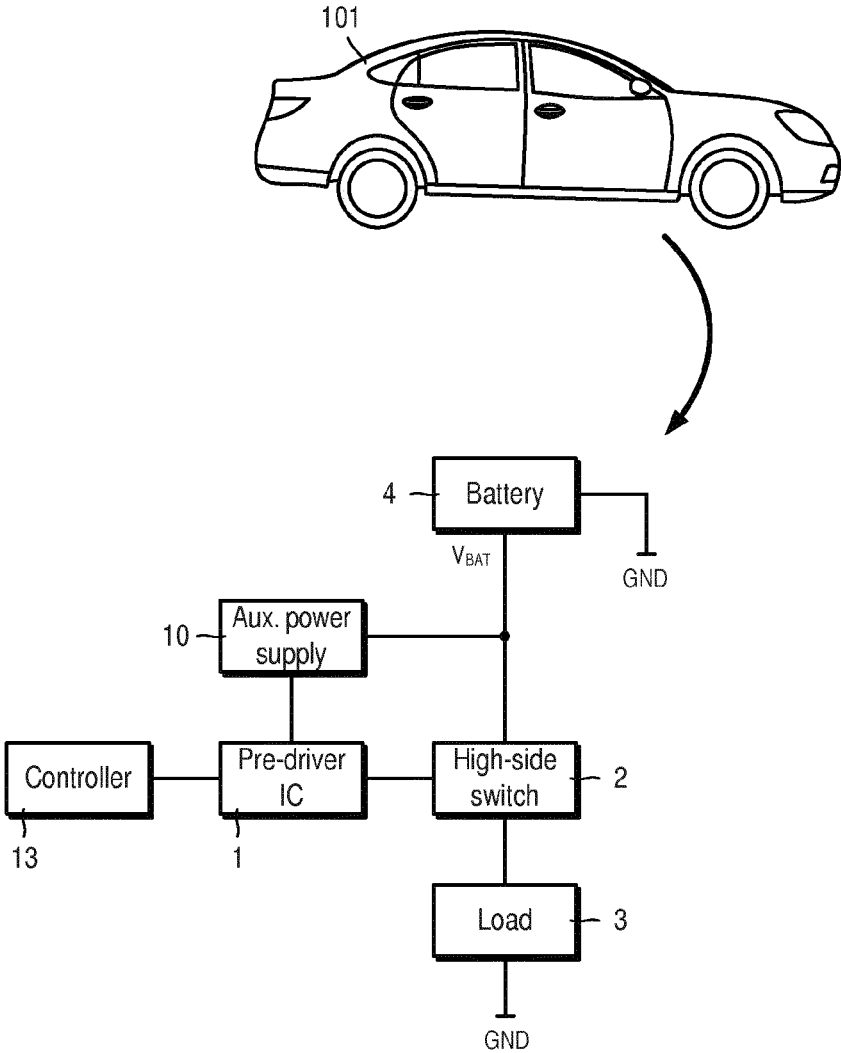 101
4
Battery
VBAT
GND
10
Aux. power
supply
Controller
Pre-driver
IC
High-side
switch
2
13
1
Load
3
GND